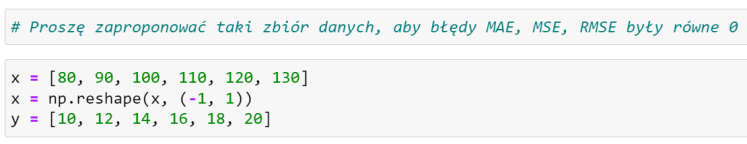 # Proszę zaproponować taki zbiór danych, aby błędy MAE, MSE, RMSE były równe 0
x = [80, 90, 100, 110, 120, 130]
x = np.reshape(x, (-1, 1))
y = [10, 12, 14, 16, 18, 20]